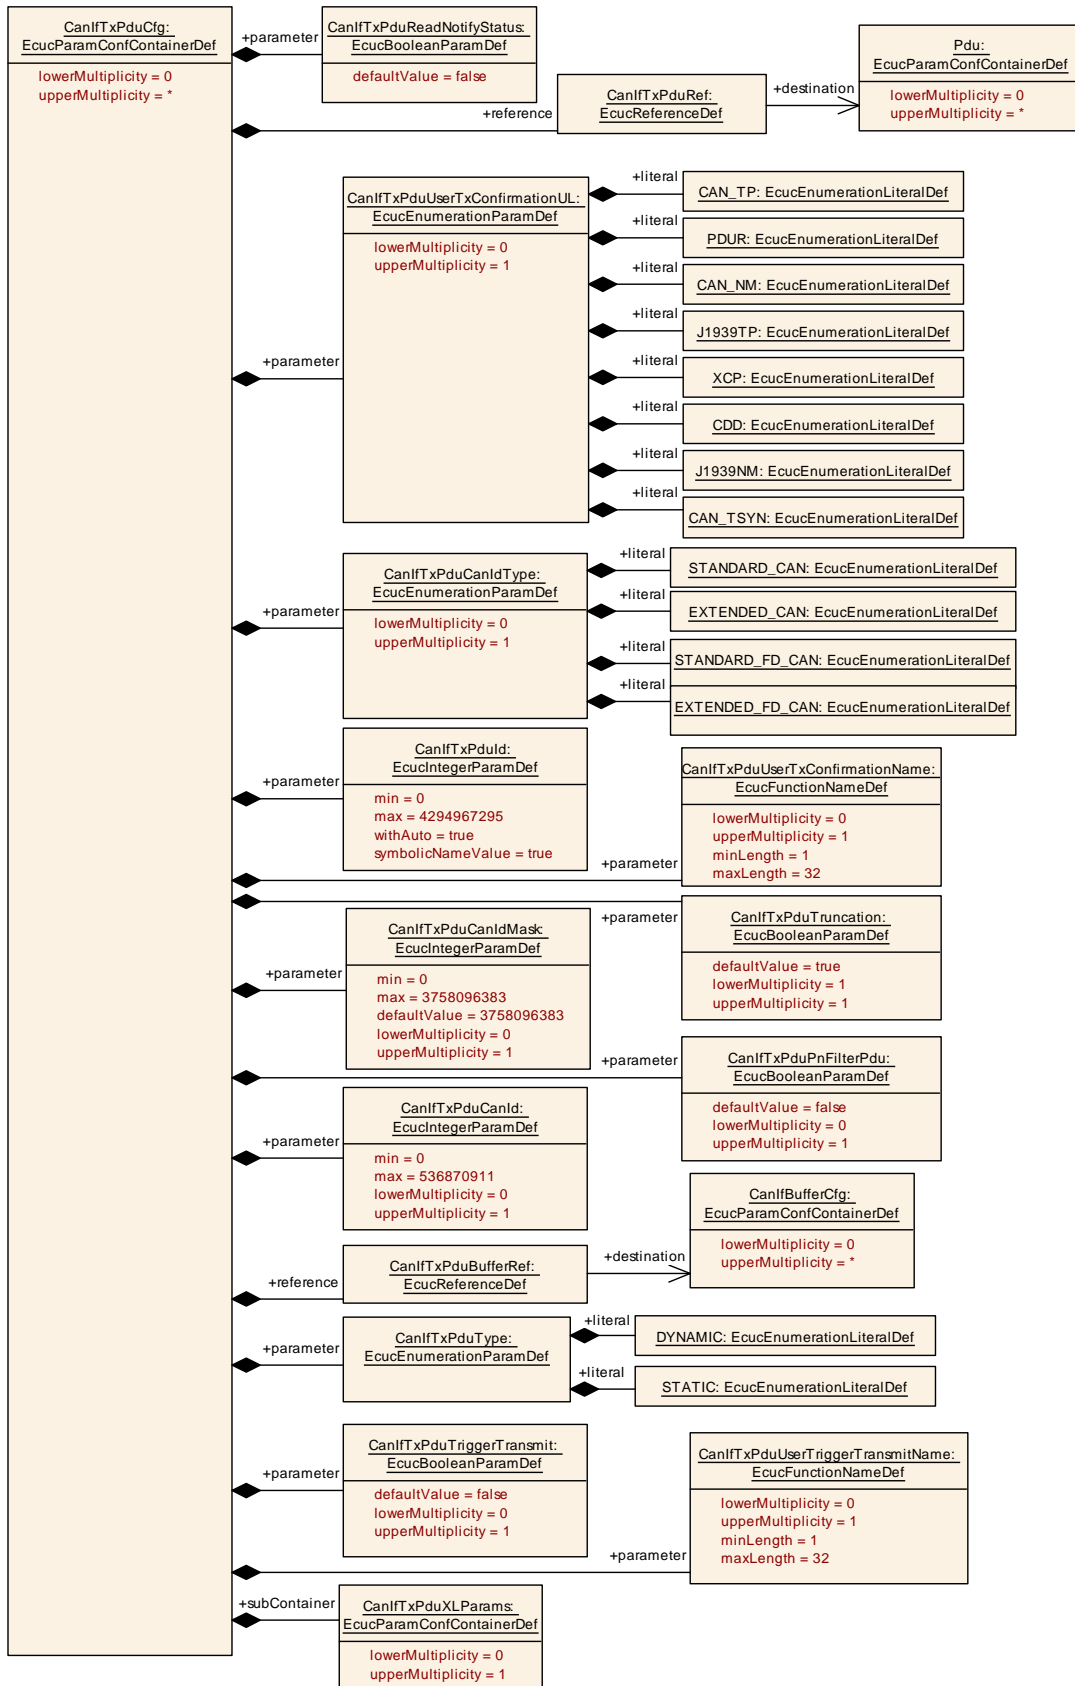 CanIfTxPduCfg:
EcucParamConfContainerDef
lowerMultiplicity = 0
upperMultiplicity = *
+parameter
CanIfTxPduReadNotifyStatus:
EcucBooleanParamDef
defaultValue = false
+reference
CanIfTxPduRef:
EcucReferenceDef
+destination
Pdu:
EcucParamConfContainerDef
lowerMultiplicity = 0
upperMultiplicity = *
+parameter
CanIfTxPduUserTxConfirmationUL:
EcucEnumerationParamDef
lowerMultiplicity = 0
upperMultiplicity = 1
+literal
CAN_TP: EcucEnumerationLiteralDef
+literal
PDUR: EcucEnumerationLiteralDef
+literal
CAN_NM: EcucEnumerationLiteralDef
+literal
J1939TP: EcucEnumerationLiteralDef
+literal
XCP: EcucEnumerationLiteralDef
+literal
CDD: EcucEnumerationLiteralDef
+literal
J1939NM: EcucEnumerationLiteralDef
+literal
CAN_TSYN: EcucEnumerationLiteralDef
+parameter
CanIfTxPduCanIdType:
EcucEnumerationParamDef
lowerMultiplicity = 0
upperMultiplicity = 1
+literal
STANDARD_CAN: EcucEnumerationLiteralDef
+literal
EXTENDED_CAN: EcucEnumerationLiteralDef
+literal
STANDARD_FD_CAN: EcucEnumerationLiteralDef
+literal
EXTENDED_FD_CAN: EcucEnumerationLiteralDef
+parameter
CanIfTxPduId:
EcucIntegerParamDef
min = 0
max = 4294967295
withAuto = true
symbolicNameValue = true
+parameter
CanIfTxPduUserTxConfirmationName:
EcucFunctionNameDef
lowerMultiplicity = 0
upperMultiplicity = 1
minLength = 1
maxLength = 32
+parameter
CanIfTxPduTruncation:
EcucBooleanParamDef
defaultValue = true
lowerMultiplicity = 1
upperMultiplicity = 1
+parameter
CanIfTxPduCanIdMask:
EcucIntegerParamDef
min = 0
max = 3758096383
defaultValue = 3758096383
lowerMultiplicity = 0
upperMultiplicity = 1
+parameter
CanIfTxPduPnFilterPdu:
EcucBooleanParamDef
defaultValue = false
lowerMultiplicity = 0
upperMultiplicity = 1
+parameter
CanIfTxPduCanId:
EcucIntegerParamDef
min = 0
max = 536870911
lowerMultiplicity = 0
upperMultiplicity = 1
+reference
CanIfTxPduBufferRef:
EcucReferenceDef
+destination
CanIfBufferCfg:
EcucParamConfContainerDef
lowerMultiplicity = 0
upperMultiplicity = *
+parameter
CanIfTxPduType:
EcucEnumerationParamDef
+literal
DYNAMIC: EcucEnumerationLiteralDef
+literal
STATIC: EcucEnumerationLiteralDef
+parameter
CanIfTxPduTriggerTransmit:
EcucBooleanParamDef
defaultValue = false
lowerMultiplicity = 0
upperMultiplicity = 1
+parameter
CanIfTxPduUserTriggerTransmitName:
EcucFunctionNameDef
lowerMultiplicity = 0
upperMultiplicity = 1
minLength = 1
maxLength = 32
+subContainer
CanIfTxPduXLParams:
EcucParamConfContainerDef
lowerMultiplicity = 0
upperMultiplicity = 1